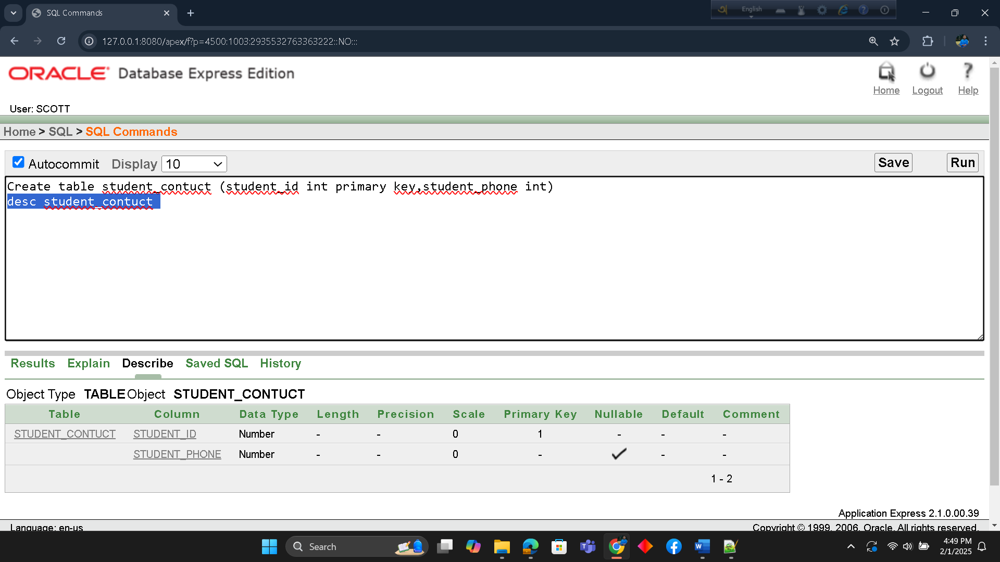 SQL Commands
English
127.0.0.1:8080/apex/f?p=4500:1003:2935532763363222::NO:::
ORACLE Database Express Edition
Home Logout Help
User: SCOTT
Home > SQL > SQL Commands
Autocommit Display 10 Save Run
Create table student_contuct (student_id int primary key,student_phone int)
desc student_contuct
Results Explain Describe Saved SQL History
Object Type TABLE Object STUDENT_CONTUCT
Table Column Data Type Length Precision Scale Primary Key Nullable Default Comment
STUDENT_CONTUCT STUDENT_ID Number - - 0 1 - - -
STUDENT_PHONE Number - - 0 - - -
1 - 2
Application Express 2.1.0.00.39
Language: en-us Copyright © 1999, 2006, Oracle. All rights reserved.
Search
4:49 PM
2/1/2025